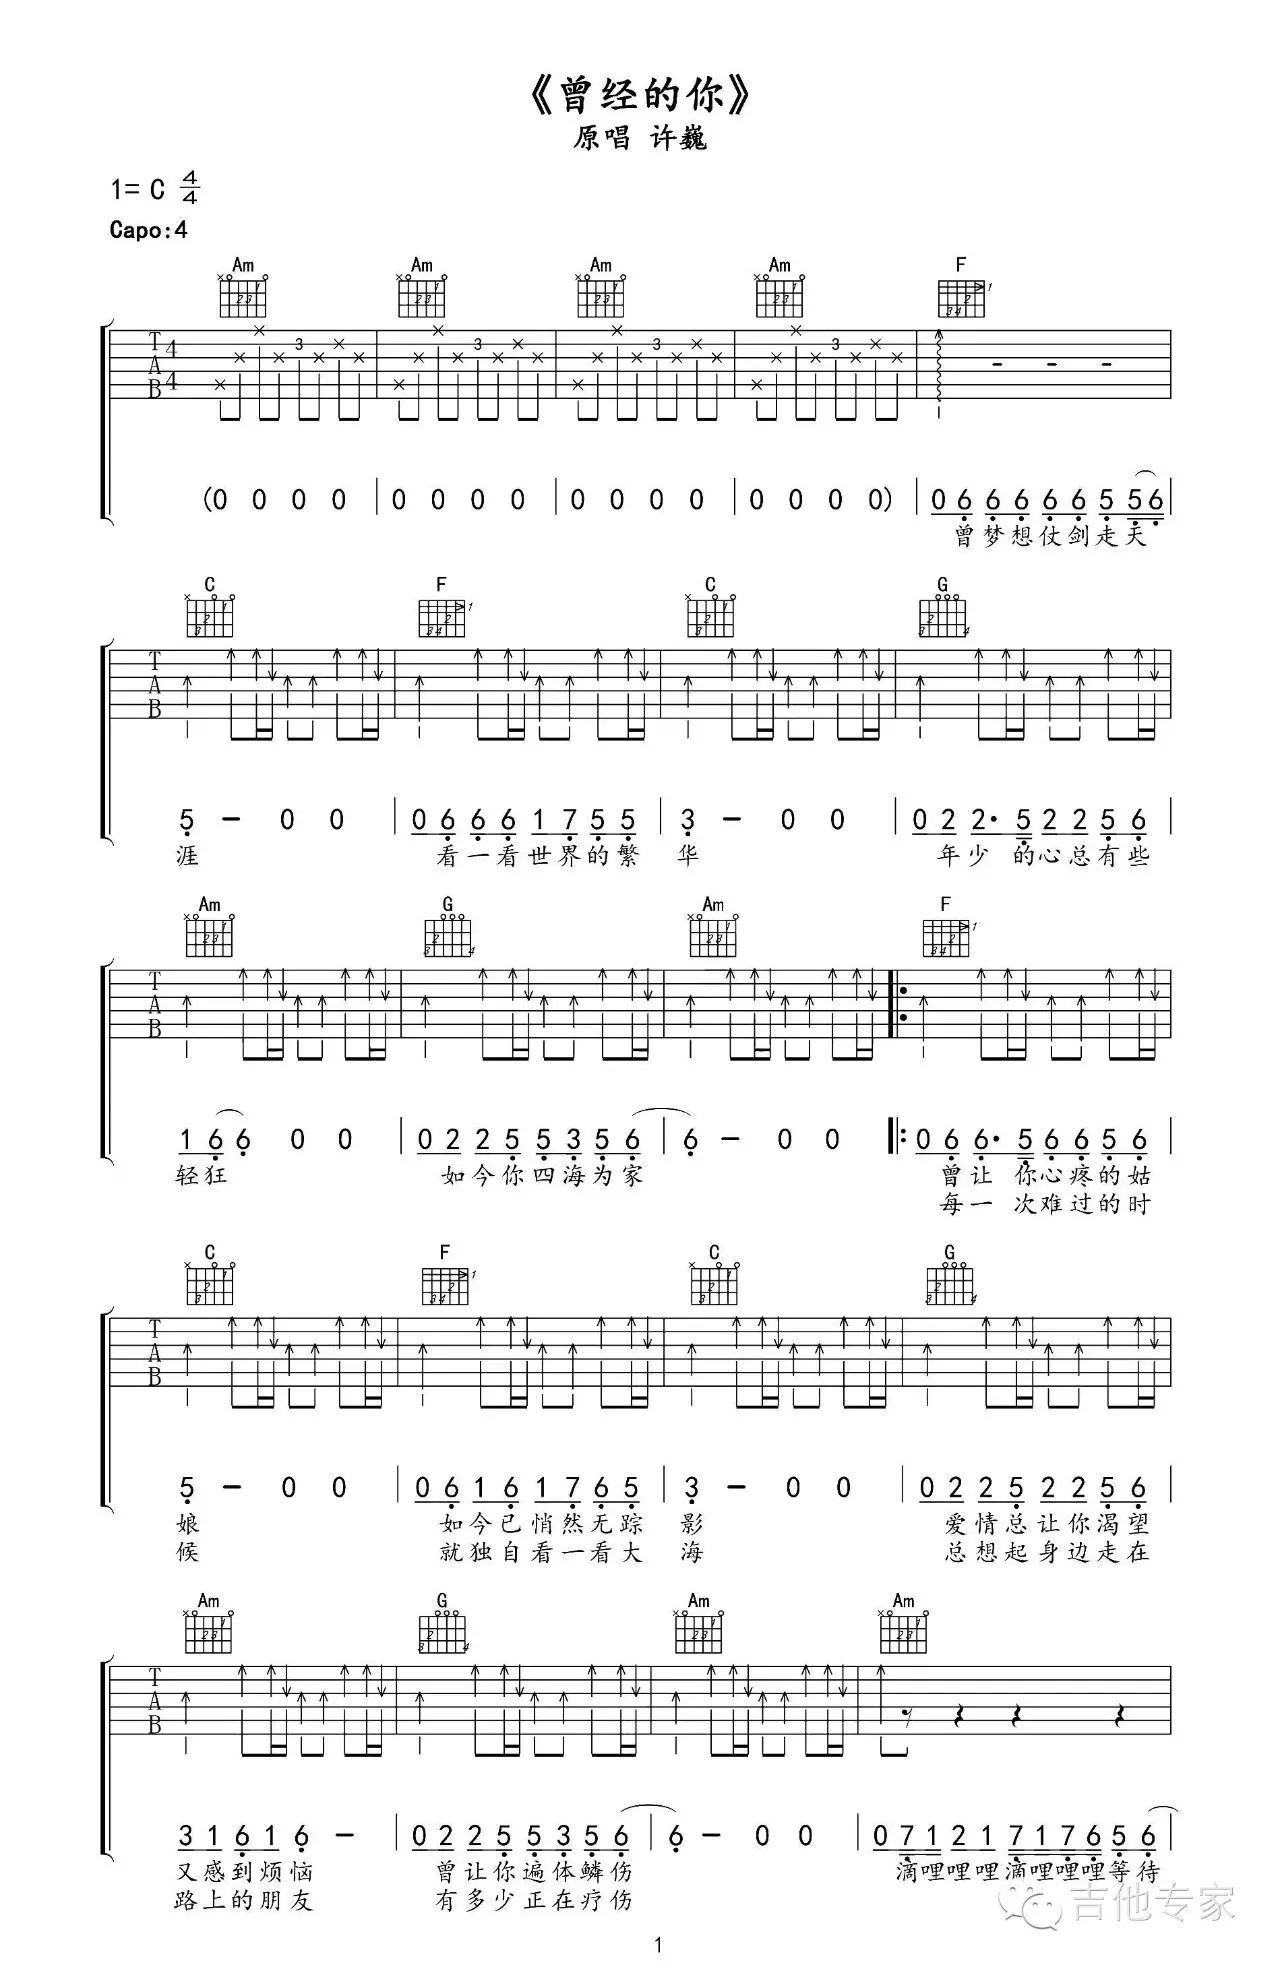 《曾经的你》
原唱 许巍
1= C 4/4
Capo:4
Am Am Am Am F
TAB 4/4 3 3 3 3
(0 0 0 0 | 0 0 0 0 | 0 0 0 0 | 0 0 0 0) | 0 6 6 6 6 6 5 5 6 |
曾梦想仗剑走天
C F C G
TAB
5 - 0 0 | 0 6 6 6 1 7 5 5 | 3 - 0 0 | 0 2 2· 5 2 2 5 6
涯 看一看世界的繁 华 年少 的心总有些
Am G Am F
TAB
1 6 6 0 0 | 0 2 2 5 5 3 5 6 | 6 - 0 0 |: 0 6 6· 5 6 6 5 6 |
轻狂 如今你四海为家 曾让 你心疼的姑
每一 次难过的时
C F C G
TAB
5 - 0 0 | 0 6 1 6 1 7 6 5 | 3 - 0 0 | 0 2 2 5 2 2 5 6 |
娘 如今已悄然无踪 影 爱情总让你渴望
候 就独自看一看大 海 总想起身边走在
Am G Am Am
TAB
3 1 6 1 6 - | 0 2 2 5 5 3 5 6 | 6 - 0 0 | 0 7 1 2 1 7 1 7 6 5 6 |
又感到烦恼 曾让你遍体鳞伤 滴哩哩哩滴哩哩哩等待
路上的朋友 有多少正在疗伤
吉他专家
1